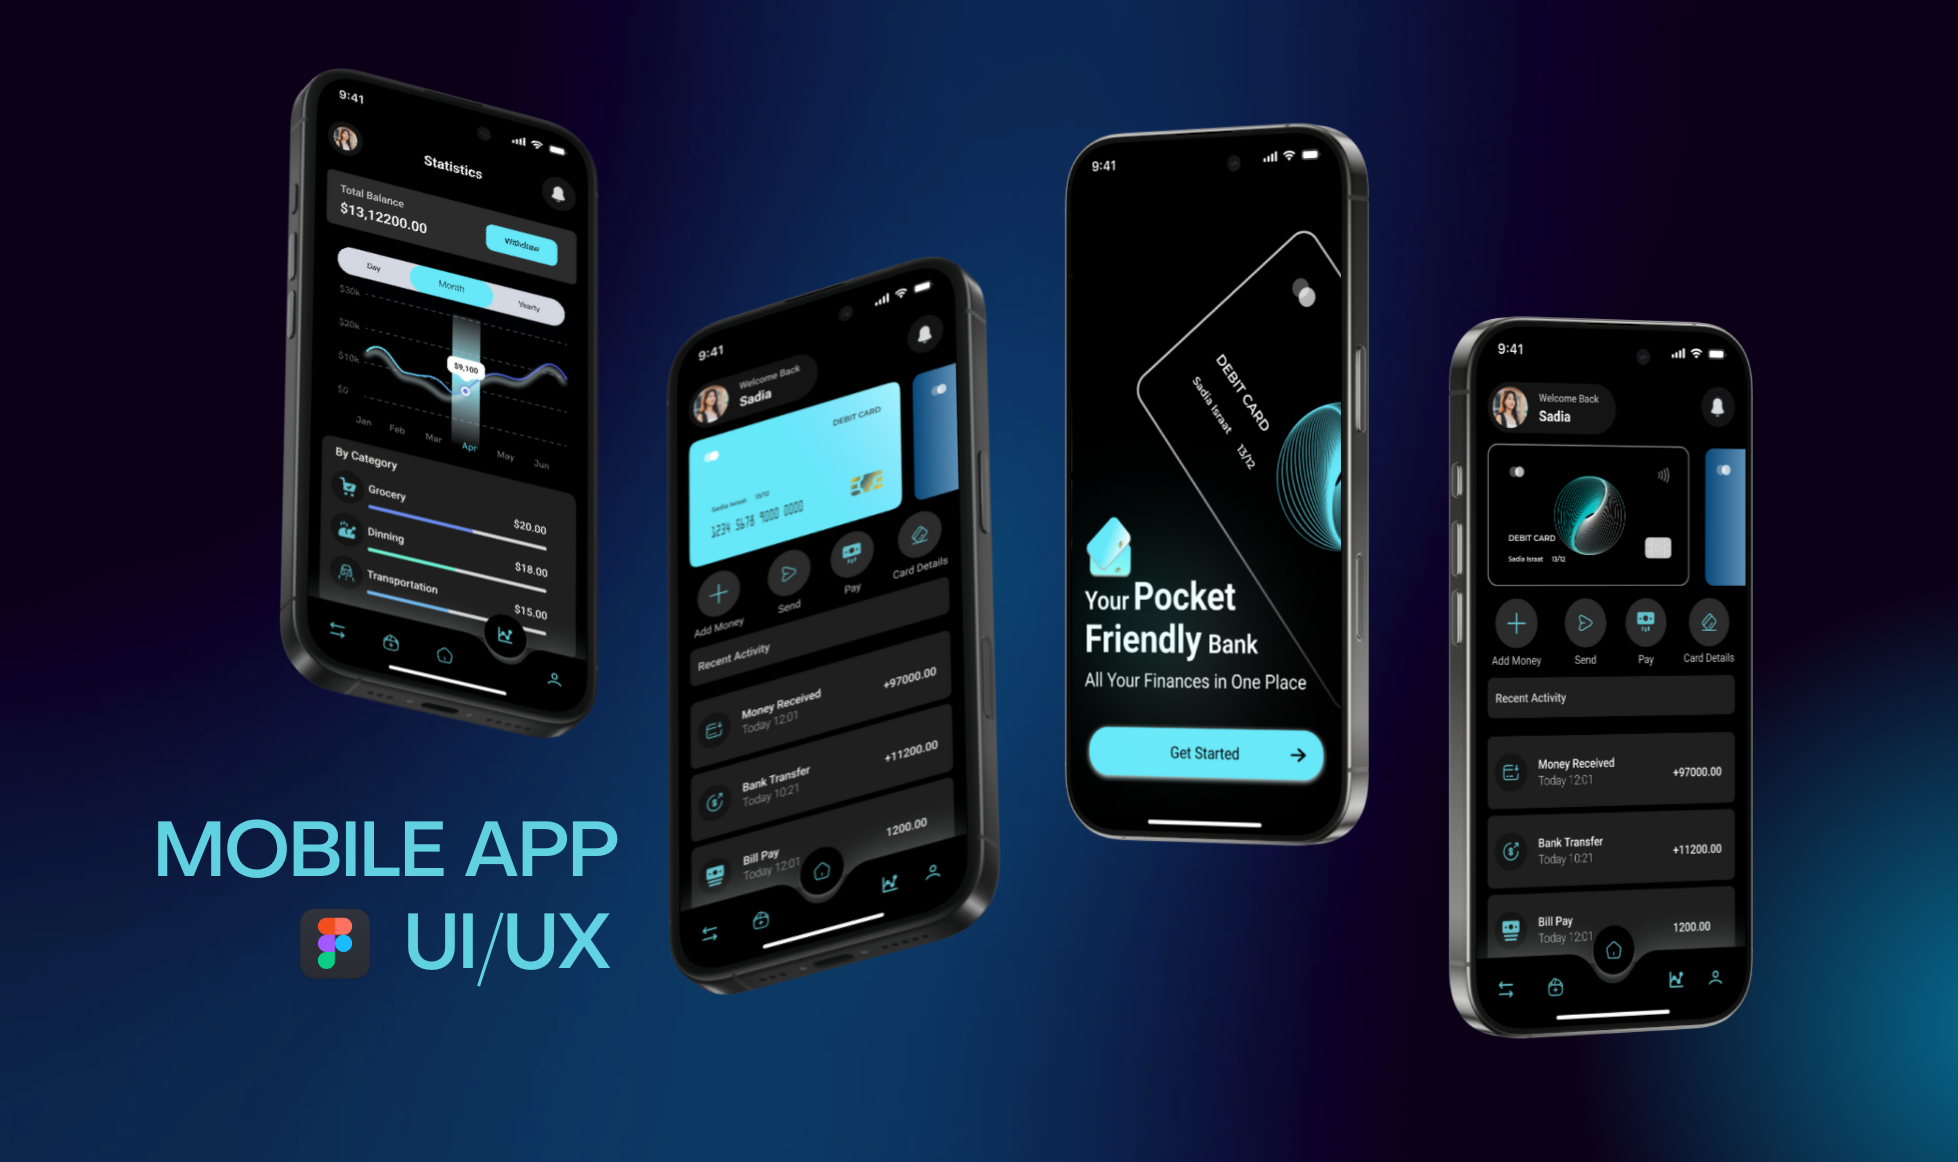 9:41
Statistics
Total Balance
$13,12200.00
Withdraw
Day
Month
Yearly
$30k
$20k
$10k
$0
$9,100
Jan
Feb
Mar
Apr
May
Jun
By Category
Grocery
$20.00
Dinning
$18.00
Transportation
$15.00
9:41
Welcome Back
Sadia
DEBIT CARD
Sadia Israat 13/12
1234 5678 9000 0000
Add Money
Send
Pay
Card Details
Recent Activity
Money Received
Today 12:01
+97000.00
Bank Transfer
Today 10:21
+11200.00
Bill Pay
Today 12:01
1200.00
9:41
DEBIT CARD
Sadia Israat 13/12
Your Pocket
Friendly Bank
All Your Finances in One Place
Get Started
9:41
Welcome Back
Sadia
DEBIT CARD
Sadia Israat 13/12
Add Money
Send
Pay
Card Details
Recent Activity
Money Received
Today 12:01
+97000.00
Bank Transfer
Today 10:21
+11200.00
Bill Pay
Today 12:01
1200.00
MOBILE APP
UI/UX